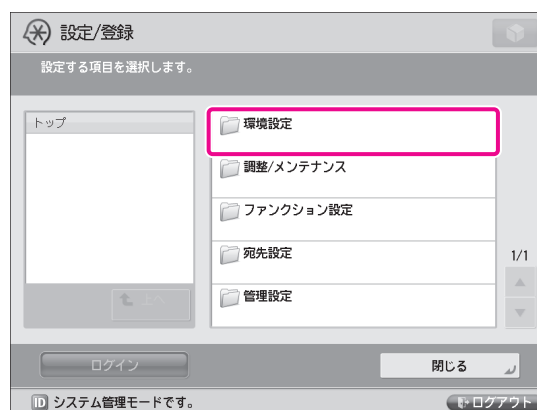 設定/登録
設定する項目を選択します。
トップ
環境設定
調整/メンテナンス
ファンクション設定
宛先設定
管理設定
1/1
上へ
ログイン
閉じる
ID システム管理モードです。
ログアウト